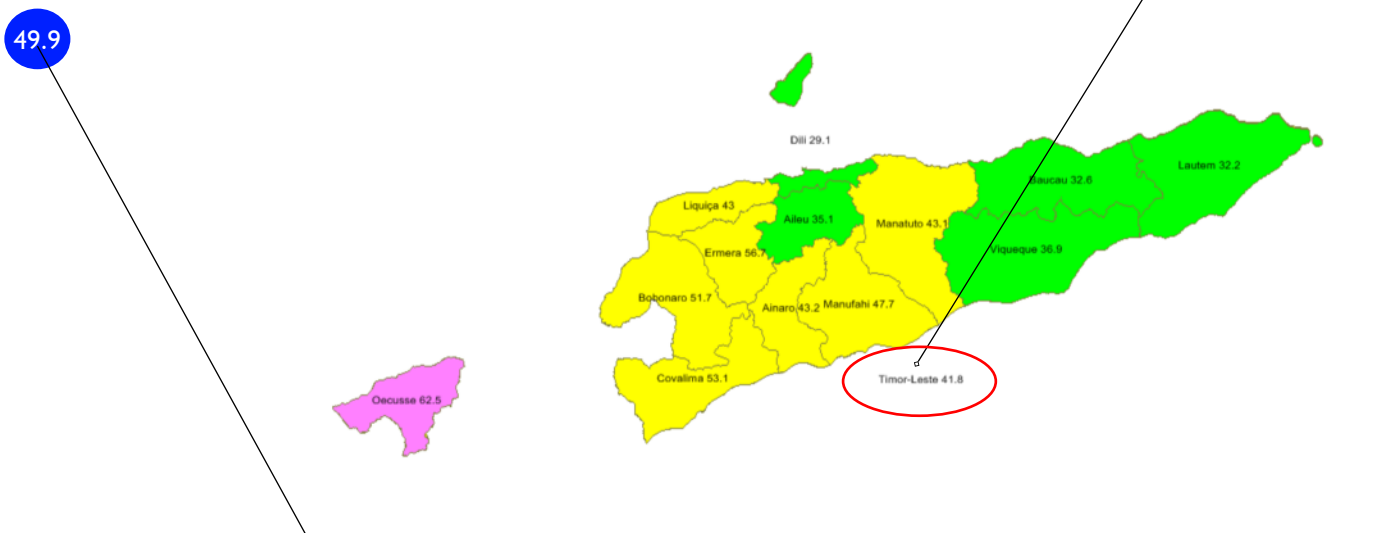 49.9
Dili 29.1
Lautem 32.2
Baucau 32.6
Liquiça 43
Aileu 35.1
Manatuto 43.1
Ermera 56.7
Viqueque 36.9
Bobonaro 51.7
Ainaro 43.2
Manufahi 47.7
Covalima 53.1
Timor-Leste 41.8
Oecusse 62.5